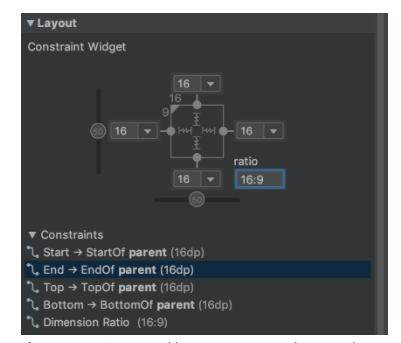 ▼ Layout
Constraint Widget
16
16
9
50 16 16
ratio
16 16:9
50
▼ Constraints
Start → StartOf parent (16dp)
End → EndOf parent (16dp)
Top → TopOf parent (16dp)
Bottom → BottomOf parent (16dp)
Dimension Ratio (16:9)